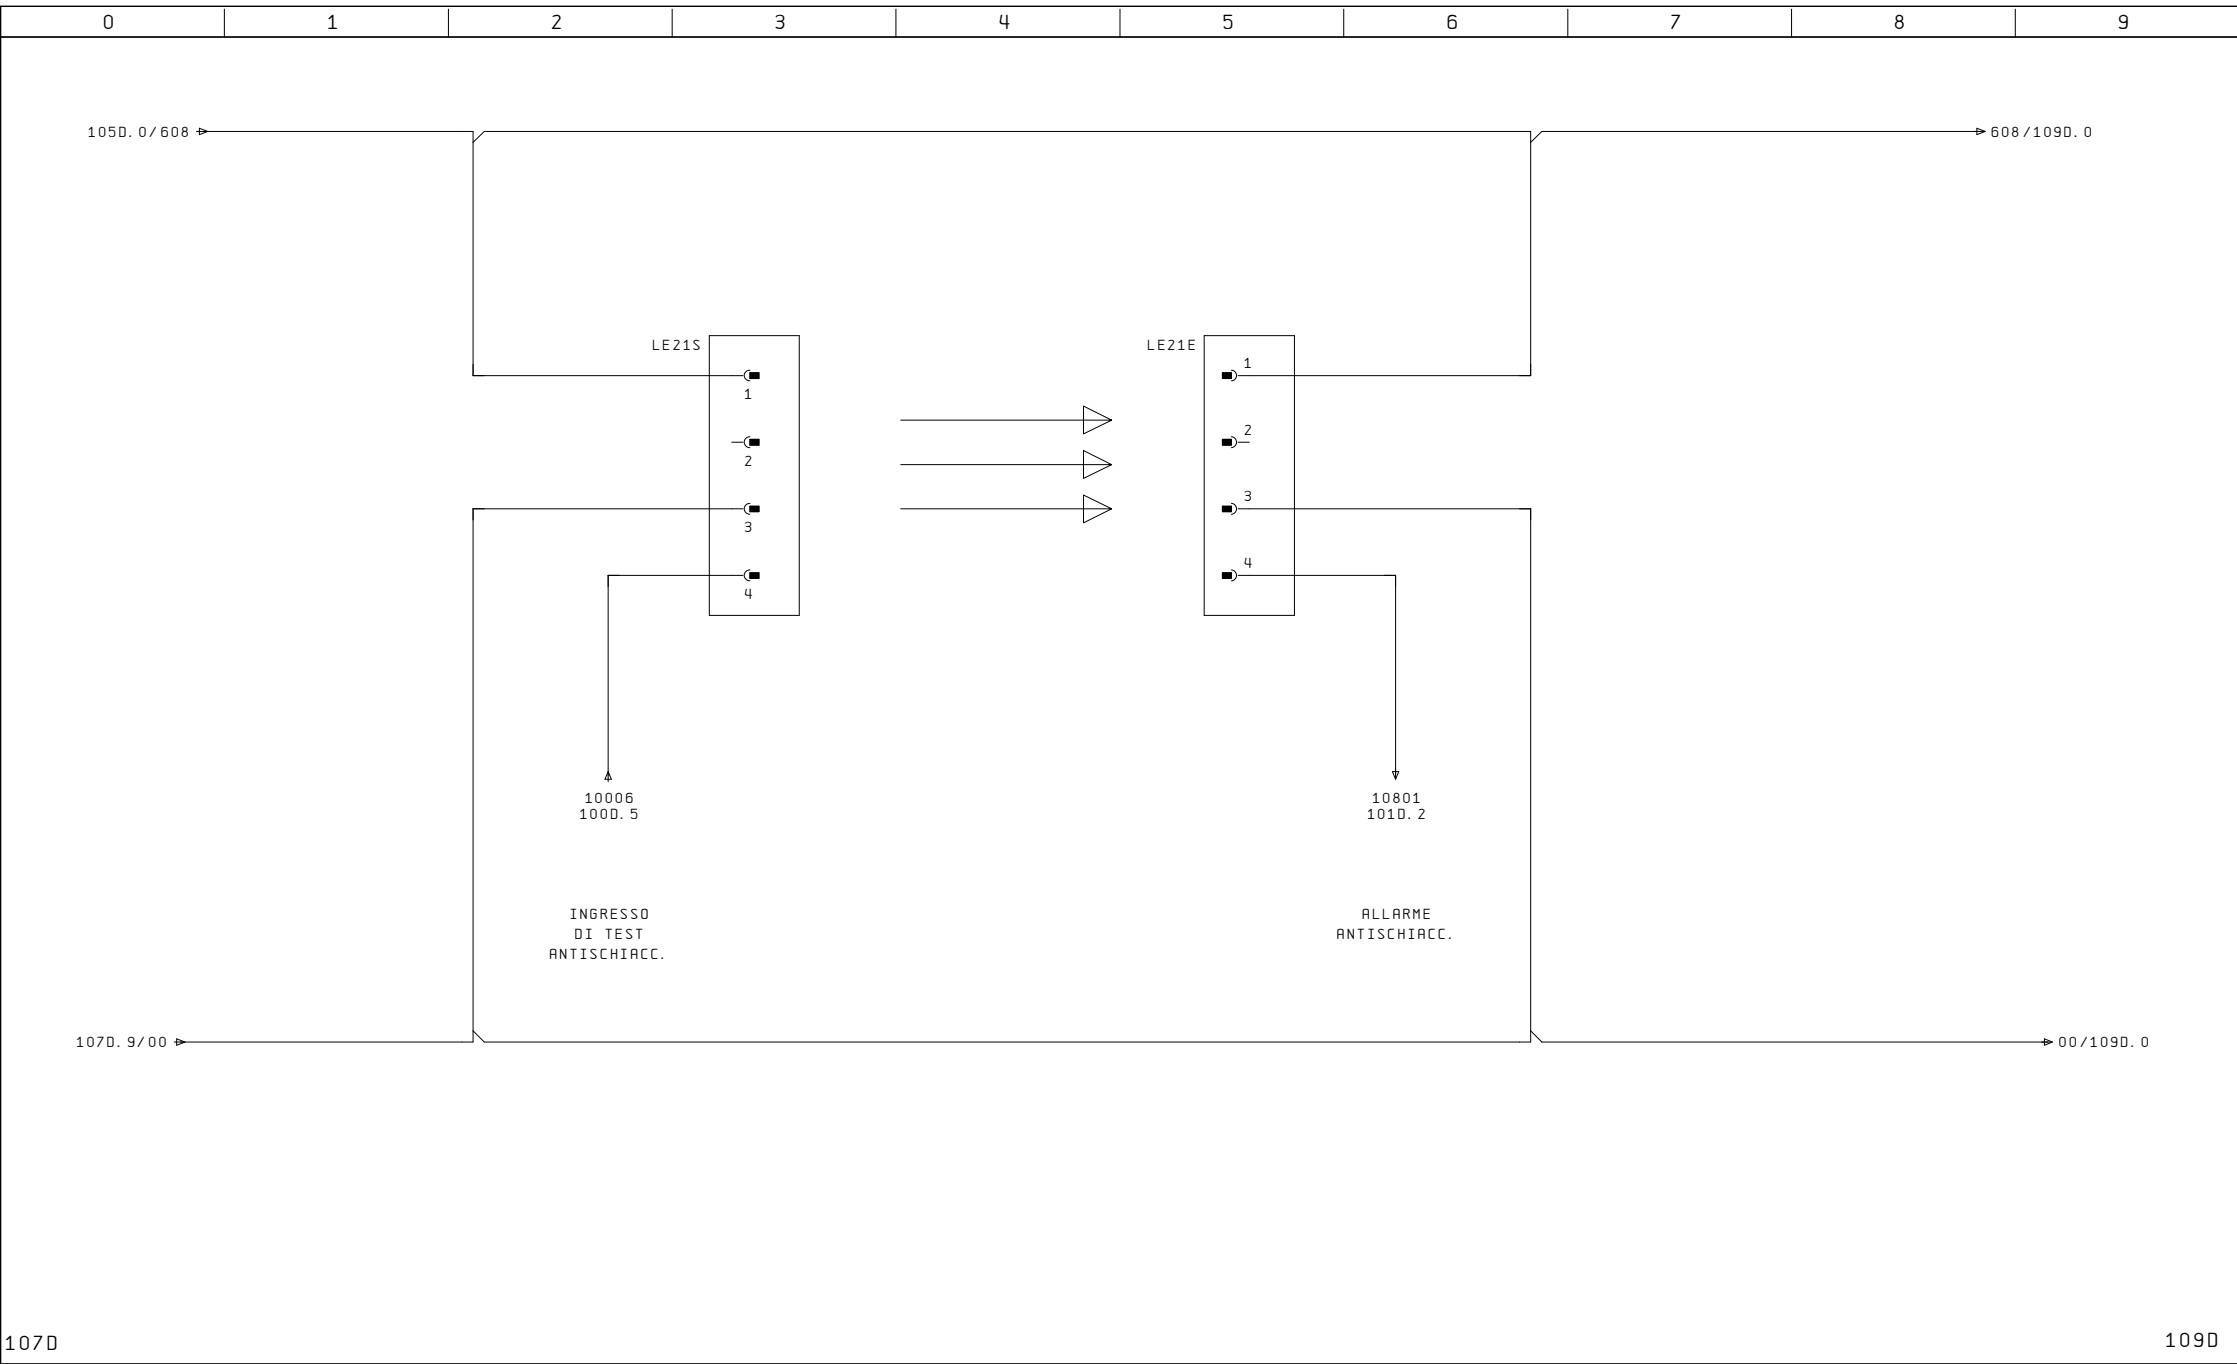 0 1 2 3 4 5 6 7 8 9
105D.0/608
608/109D.0
LE21S
LE21E
1
1
2
2
3
3
4
4
10006
100D.5
10801
101D.2
INGRESSO
DI TEST
ANTISCHIACC.
ALLARME
ANTISCHIACC.
107D.9/00
00/109D.0
107D
109D